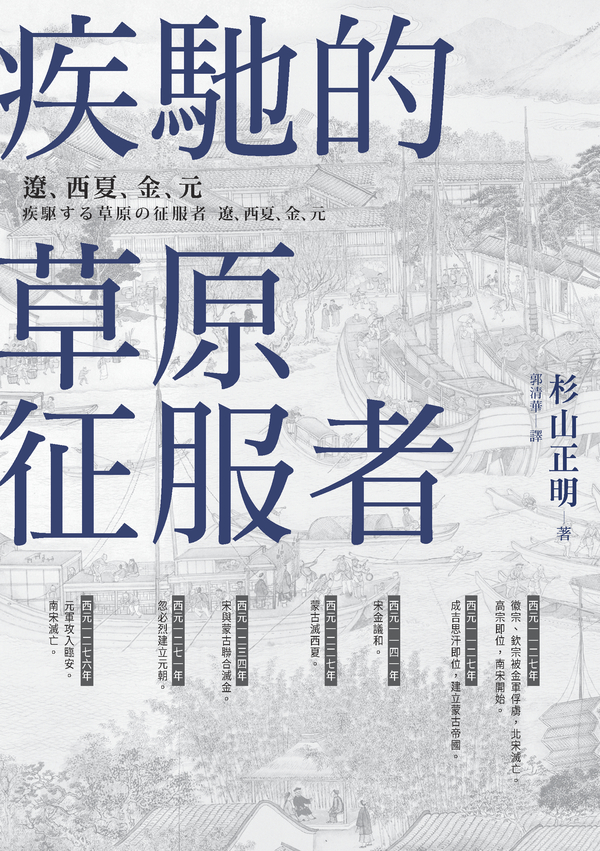 疾馳的
遼、西夏、金、元
疾駆する草原の征服者 遼、西夏、金、元
草原
征服者
杉山正明 著
郭清華 譯
西元一一二七年
徽宗、欽宗被金軍俘虜，北宋滅亡。
高宗即位，南宋開始。
西元一一二七年
成吉思汗即位，建立蒙古帝國。
西元一一四一年
宋金議和。
西元一二二七年
蒙古滅西夏。
西元一二三四年
宋與蒙古聯合滅金。
西元一二七一年
忽必烈建立元朝。
西元一二七六年
元軍攻入臨安。
南宋滅亡。